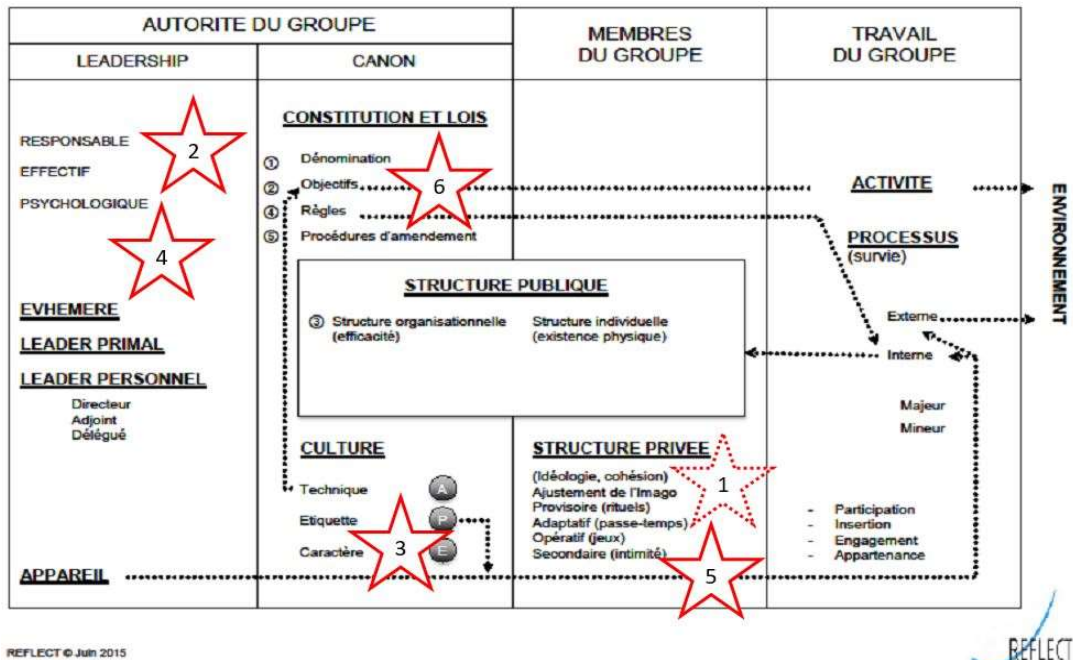 AUTORITE DU GROUPE
MEMBRES
DU GROUPE
TRAVAIL
DU GROUPE
LEADERSHIP
CANON
RESPONSABLE
EFFECTIF
PSYCHOLOGIQUE
2
4
EVHEMERE
LEADER PRIMAL
LEADER PERSONNEL
Directeur
Adjoint
Délégué
APPAREIL
CONSTITUTION ET LOIS
① Dénomination
② Objectifs
④ Règles
⑤ Procédures d'amendement
6
STRUCTURE PUBLIQUE
③ Structure organisationnelle
(efficacité)
Structure individuelle
(existence physique)
CULTURE
Technique A
Etiquette P
Caractère E
3
STRUCTURE PRIVEE
(Idéologie, cohésion)
Ajustement de l'Imago
Provisoire (rituels)
Adaptatif (passe-temps)
Opératif (jeux)
Secondaire (intimité)
1
5
ACTIVITE
PROCESSUS
(survie)
Externe
Interne
Majeur
Mineur
- Participation
- Insertion
- Engagement
- Appartenance
ENVIRONNEMENT
REFLECT © Juin 2015
REFLECT